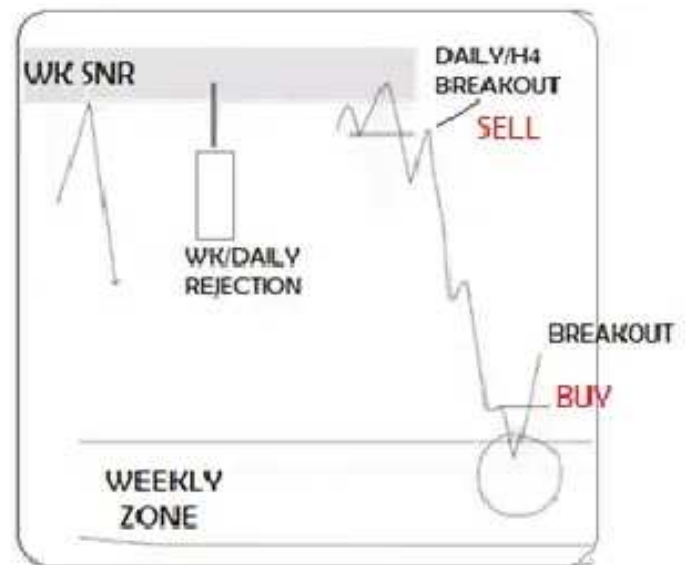 WK SNR
DAILY/H4
BREAKOUT
SELL
WK/DAILY
REJECTION
BREAKOUT
BUY
WEEKLY
ZONE